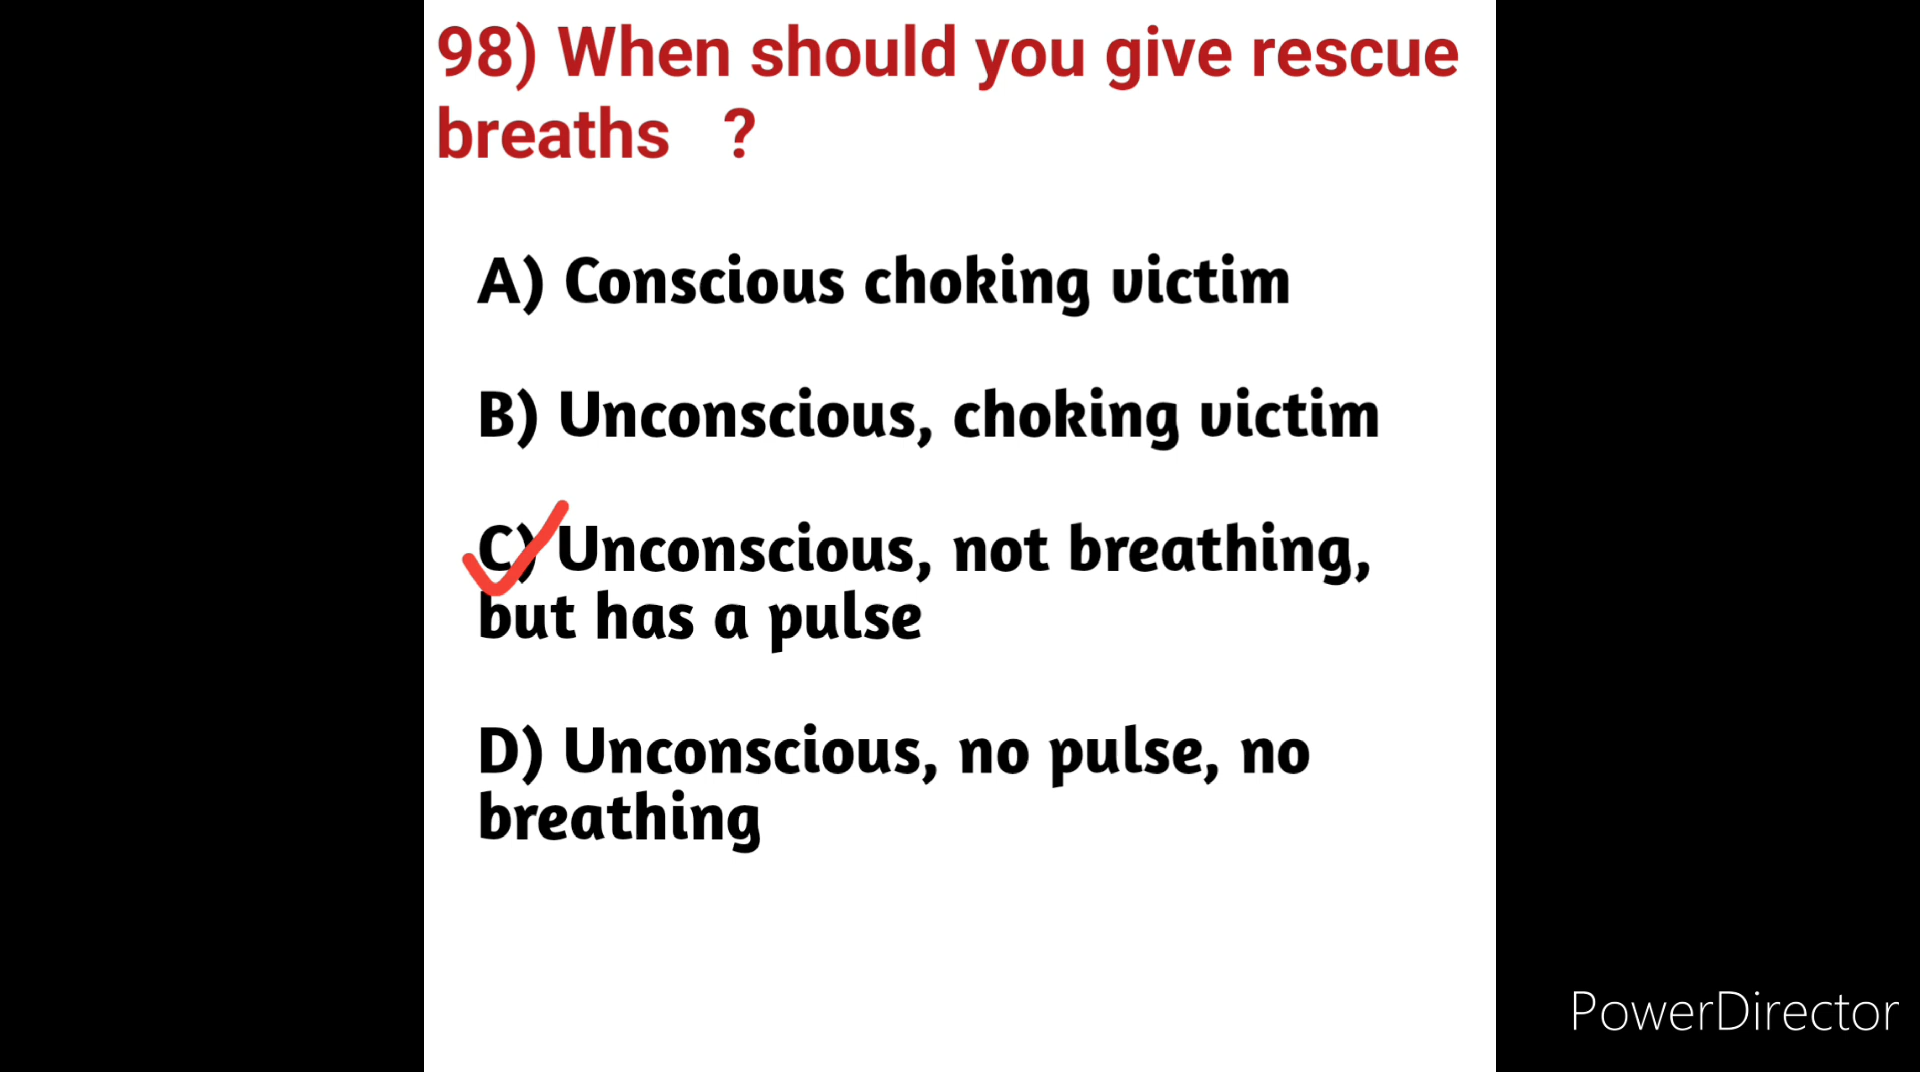 98) When should you give rescue
breaths ?
A) Conscious choking victim
B) Unconscious, choking victim
C) Unconscious, not breathing,
but has a pulse
D) Unconscious, no pulse, no
breathing
PowerDirector